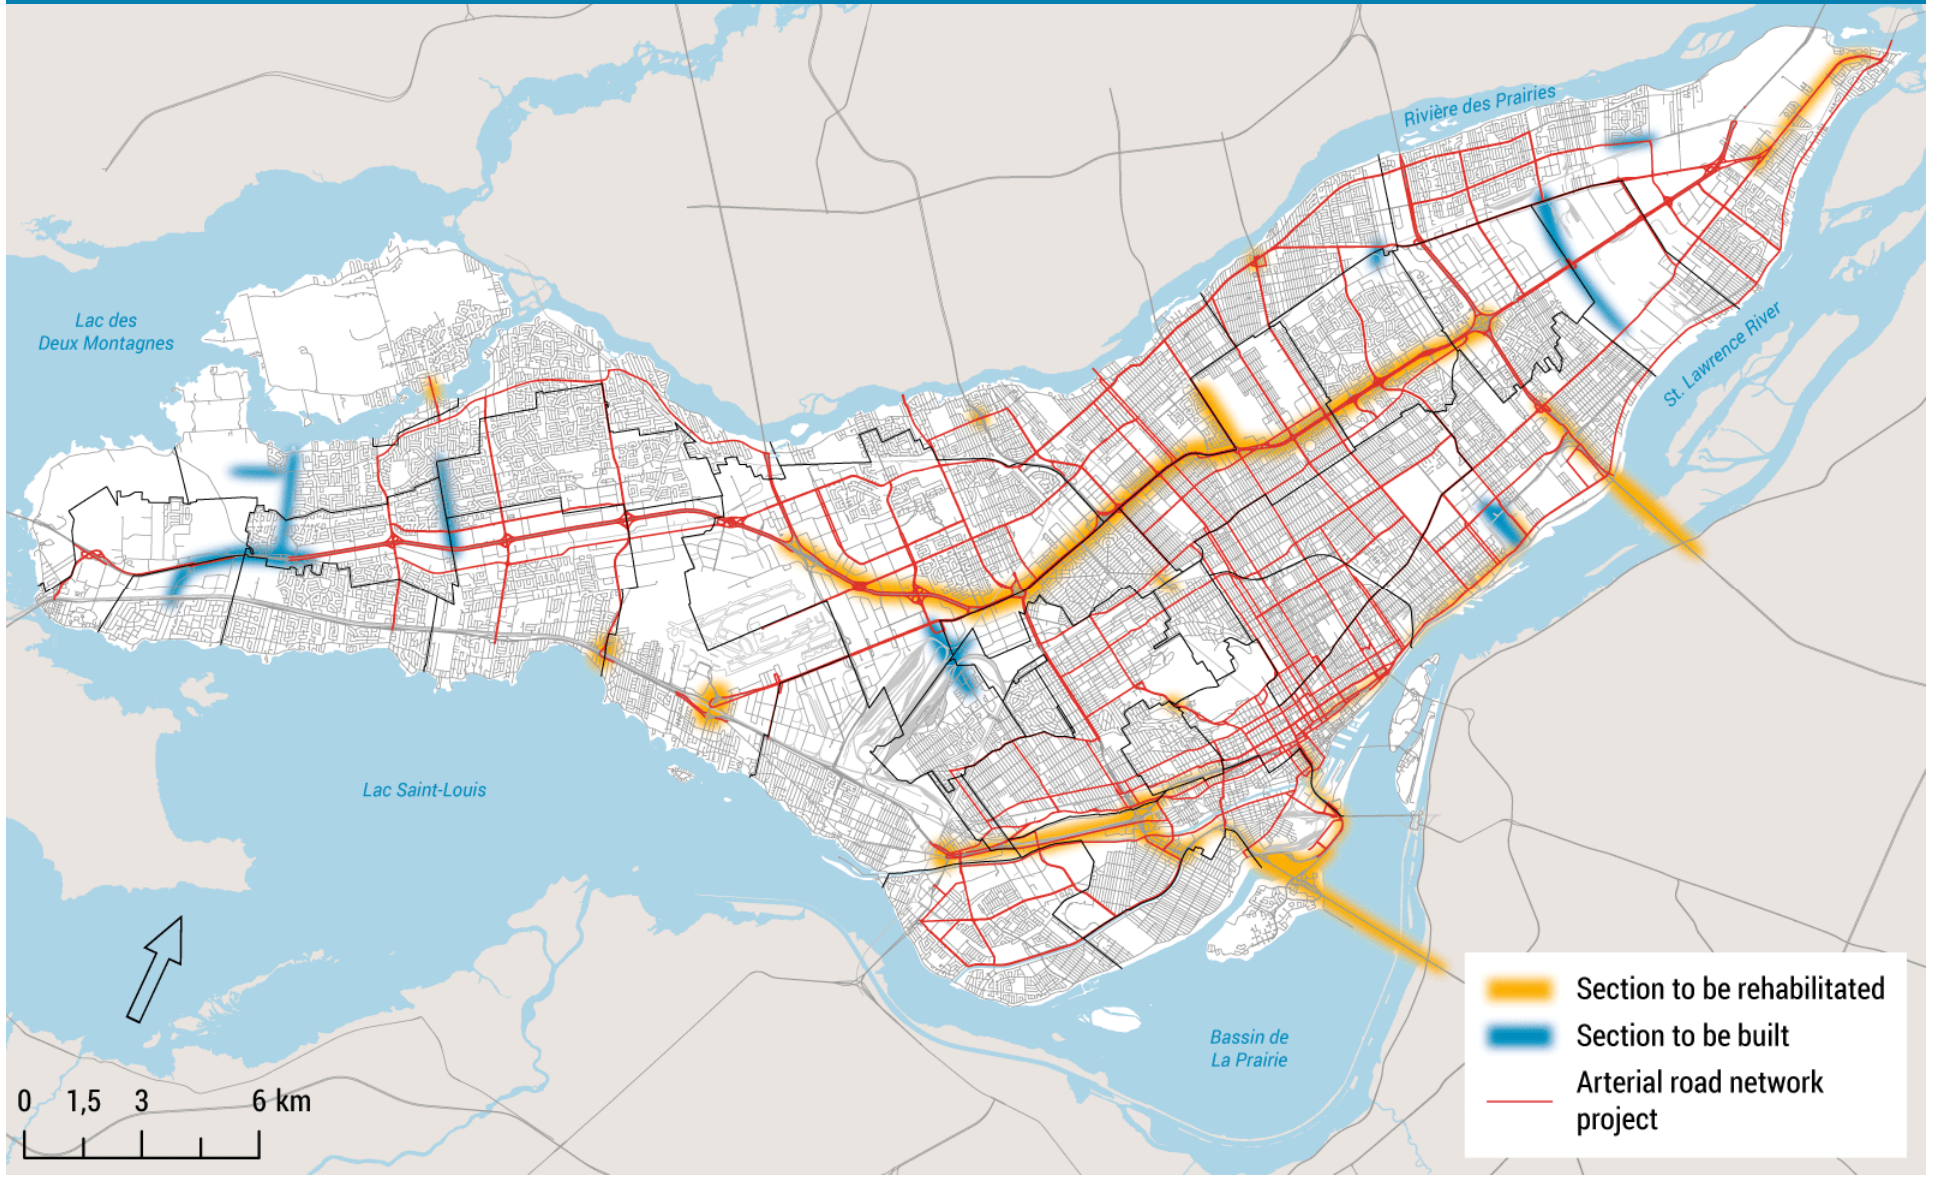 Rivière des Prairies
Lac des
Deux Montagnes
St. Lawrence River
Lac Saint-Louis
Bassin de
La Prairie
Section to be rehabilitated
Section to be built
Arterial road network
project
0 1,5 3 6 km